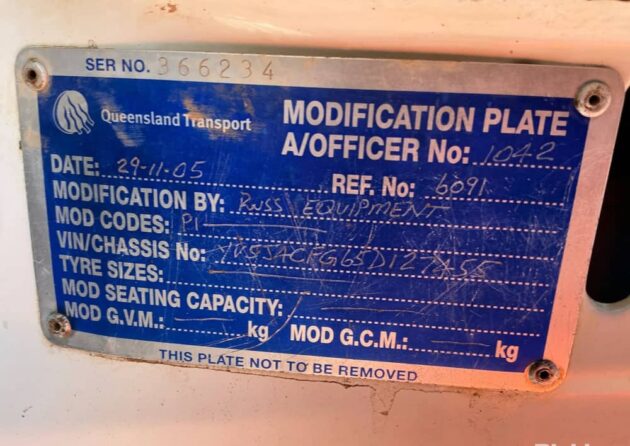 SER NO. 366234
Queensland Transport
MODIFICATION PLATE
A/OFFICER No: 1042
DATE: 29-11-05
REF. No: 6091
MODIFICATION BY: EQUIPMENT
MOD CODES: P1
VIN/CHASSIS No:
TYRE SIZES:
MOD SEATING CAPACITY:
MOD G.V.M.: kg MOD G.C.M.: kg
THIS PLATE NOT TO BE REMOVED